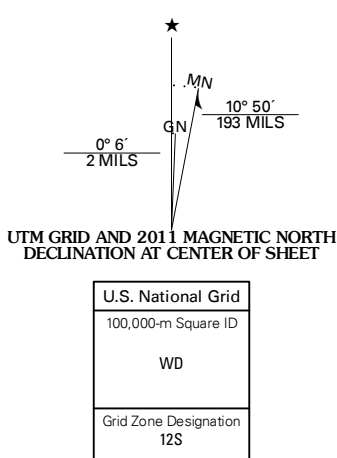 ★
MN
GN
10° 50´
193 MILS
0° 6´
2 MILS
UTM GRID AND 2011 MAGNETIC NORTH
DECLINATION AT CENTER OF SHEET
U.S. National Grid
100,000-m Square ID
WD
Grid Zone Designation
12S